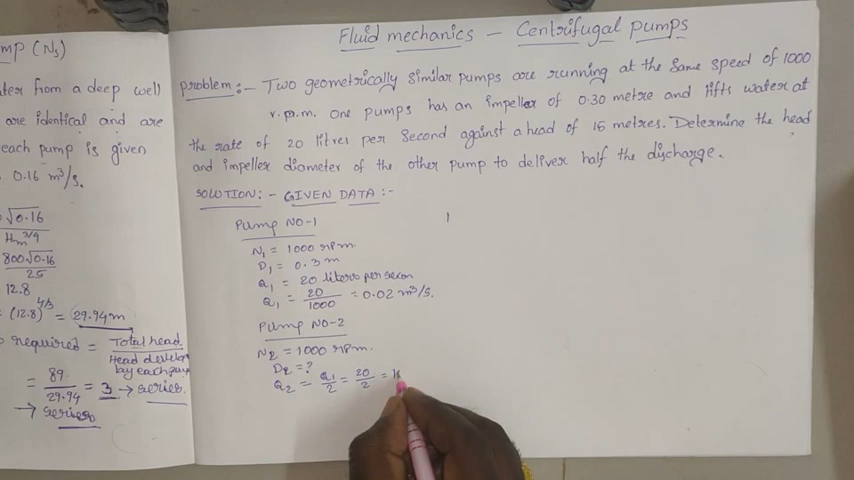 mp (Ns)
ater from a deep well
are identical and are
each pump is given
0.16 m³/s.
√0.16
Hm^3/4
800√0.16
25
12.8
= (12.8)^4/3 = 29.94m
required = Total head
Head develop
by each pu
= 89/29.94 = 3 → series.
→ series
Fluid mechanics - Centrifugal pumps
problem:- Two geometrically similar pumps are running at the same speed of 1000
r.p.m. One pumps has an impeller of 0.30 metre and lifts water at
the rate of 20 litres per second against a head of 15 metres. Determine the head
and impeller diameter of the other pump to deliver half the discharge.
SOLUTION:- GIVEN DATA:-
Pump NO-1
N₁ = 1000 rpm.
D₁ = 0.3 m
Q₁ = 20 liters per secon
Q₁ = 20/1000 = 0.02 m³/s.
Pump NO-2
N₂ = 1000 rpm.
D₂ = ?
Q₂ = Q₁/2 = 20/2 =